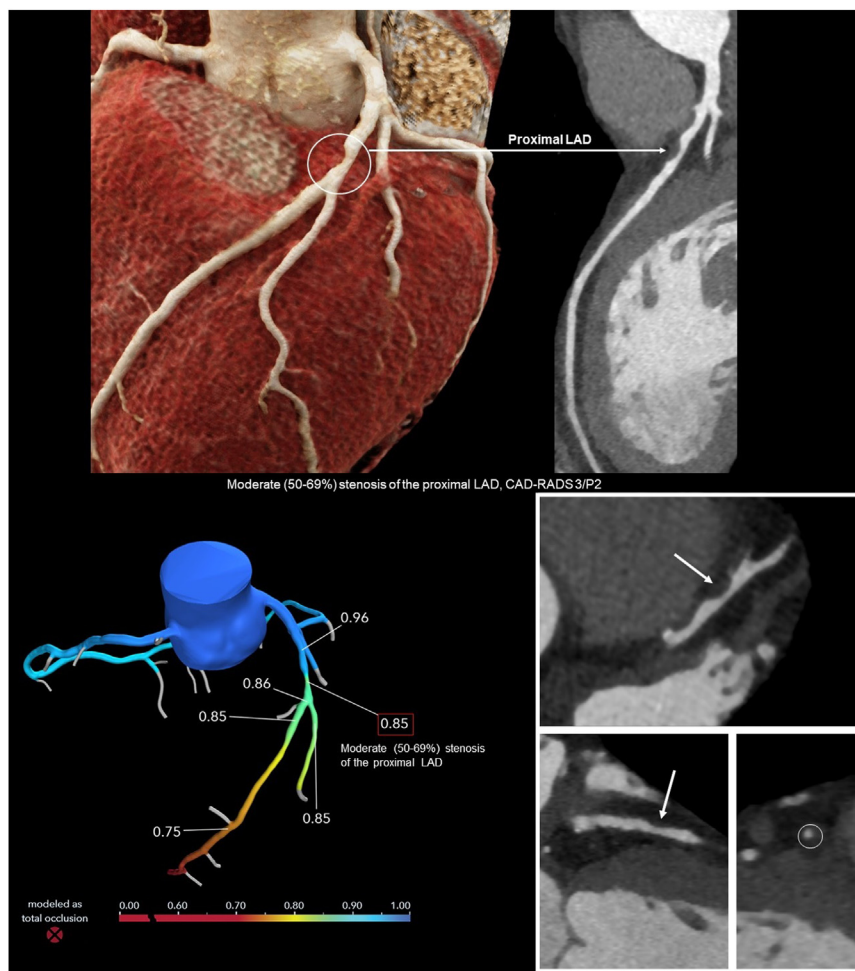 Proximal LAD
Moderate (50-69%) stenosis of the proximal LAD, CAD-RADS 3/P2
0.96
0.86
0.85
0.85
Moderate (50-69%) stenosis
of the proximal LAD
0.75
0.85
modeled as
total occlusion
0.00 0.60 0.70 0.80 0.90 1.00